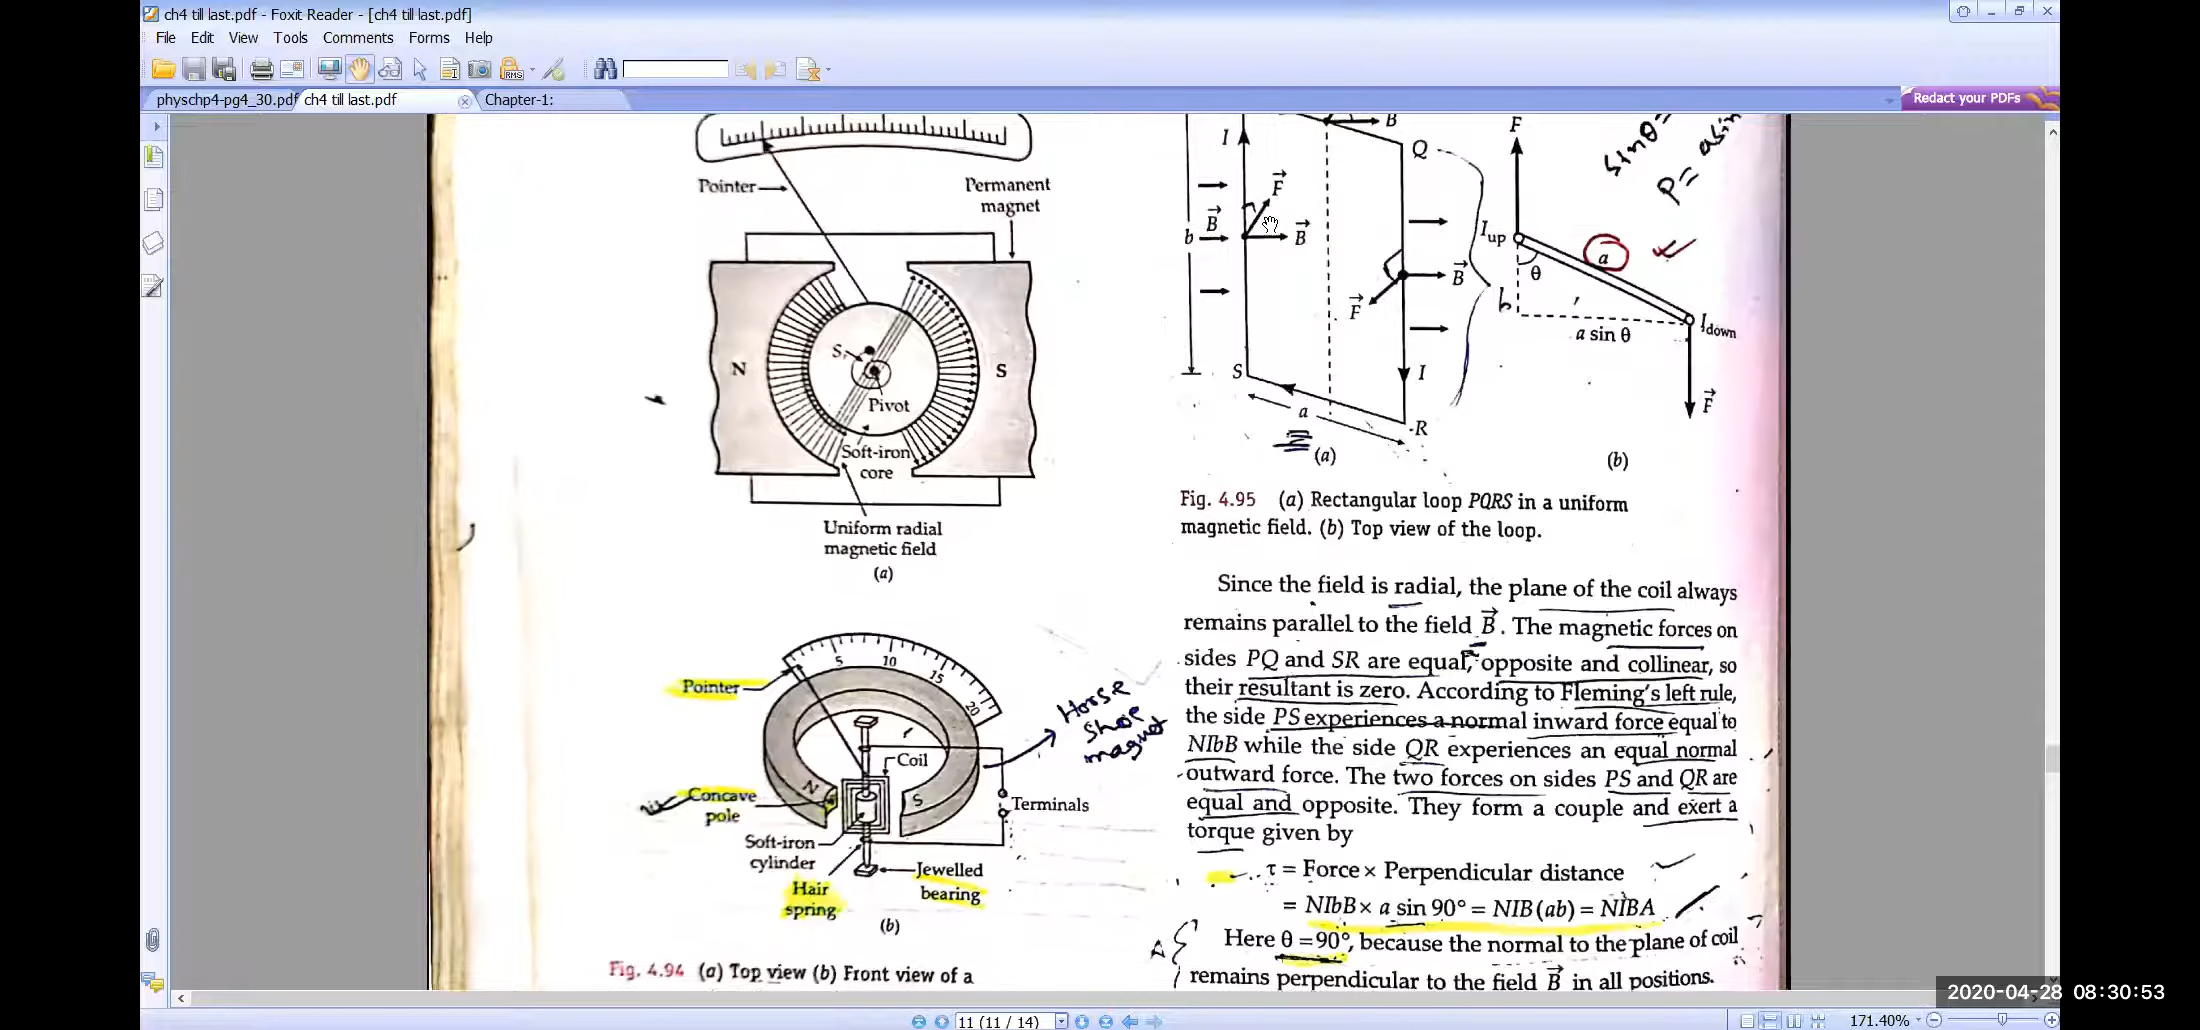 ch4 till last.pdf - Foxit Reader - [ch4 till last.pdf]
File Edit View Tools Comments Forms Help
physchp4-pg4_30.pdf ch4 till last.pdf Chapter-1: Redact your PDFs
Pointer
Permanent
magnet
N
S
S
Pivot
Soft-iron
core
Uniform radial
magnetic field
(a)
5
10
15
20
Pointer
Horse
Shoe
magnet
Coil
N
S
Concave
pole
Terminals
Soft-iron
cylinder
Hair
spring
Jewelled
bearing
(b)
Fig. 4.94 (a) Top view (b) Front view of a
I
B
Q
F
B
B
b
B
F
I
S
a
R
(a)
F
sinθ=
P= asin
I up
a
θ
b
a sin θ
I down
F
(b)
Fig. 4.95 (a) Rectangular loop PQRS in a uniform
magnetic field. (b) Top view of the loop.
Since the field is radial, the plane of the coil always
remains parallel to the field B⃗. The magnetic forces on
sides PQ and SR are equal, opposite and collinear, so
their resultant is zero. According to Fleming's left rule,
the side PS experiences a normal inward force equal to
NIbB while the side QR experiences an equal normal
outward force. The two forces on sides PS and QR are
equal and opposite. They form a couple and exert a
torque given by
τ = Force × Perpendicular distance
= NIbB × a sin 90° = NIB (ab) = NIBA
Here θ = 90°, because the normal to the plane of coil
remains perpendicular to the field B⃗ in all positions.
2020-04-28 08:30:53
11 (11 / 14)
171.40%